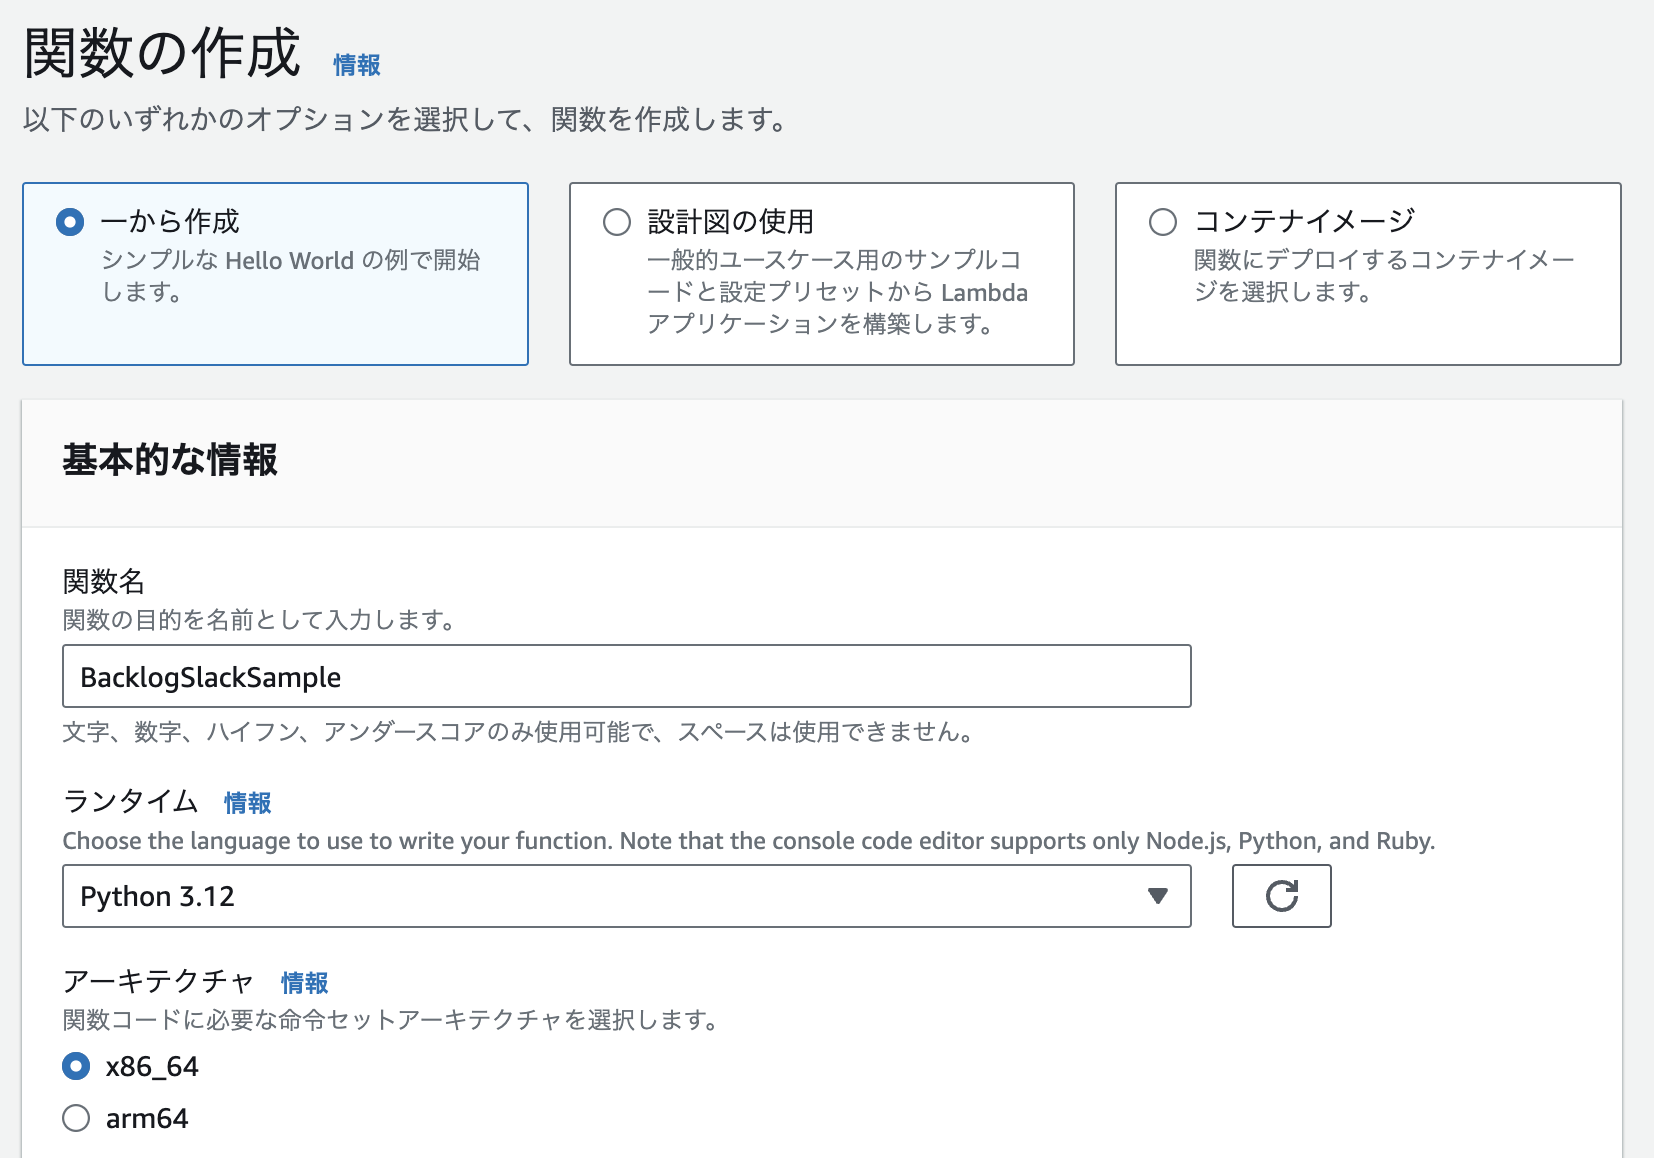 関数の作成 情報
以下のいずれかのオプションを選択して、関数を作成します。
一から作成
シンプルな Hello World の例で開始
します。
設計図の使用
一般的ユースケース用のサンプルコ
ードと設定プリセットから Lambda
アプリケーションを構築します。
コンテナイメージ
関数にデプロイするコンテナイメー
ジを選択します。
基本的な情報
関数名
関数の目的を名前として入力します。
BacklogSlackSample
文字、数字、ハイフン、アンダースコアのみ使用可能で、スペースは使用できません。
ランタイム 情報
Choose the language to use to write your function. Note that the console code editor supports only Node.js, Python, and Ruby.
Python 3.12
アーキテクチャ 情報
関数コードに必要な命令セットアーキテクチャを選択します。
x86_64
arm64